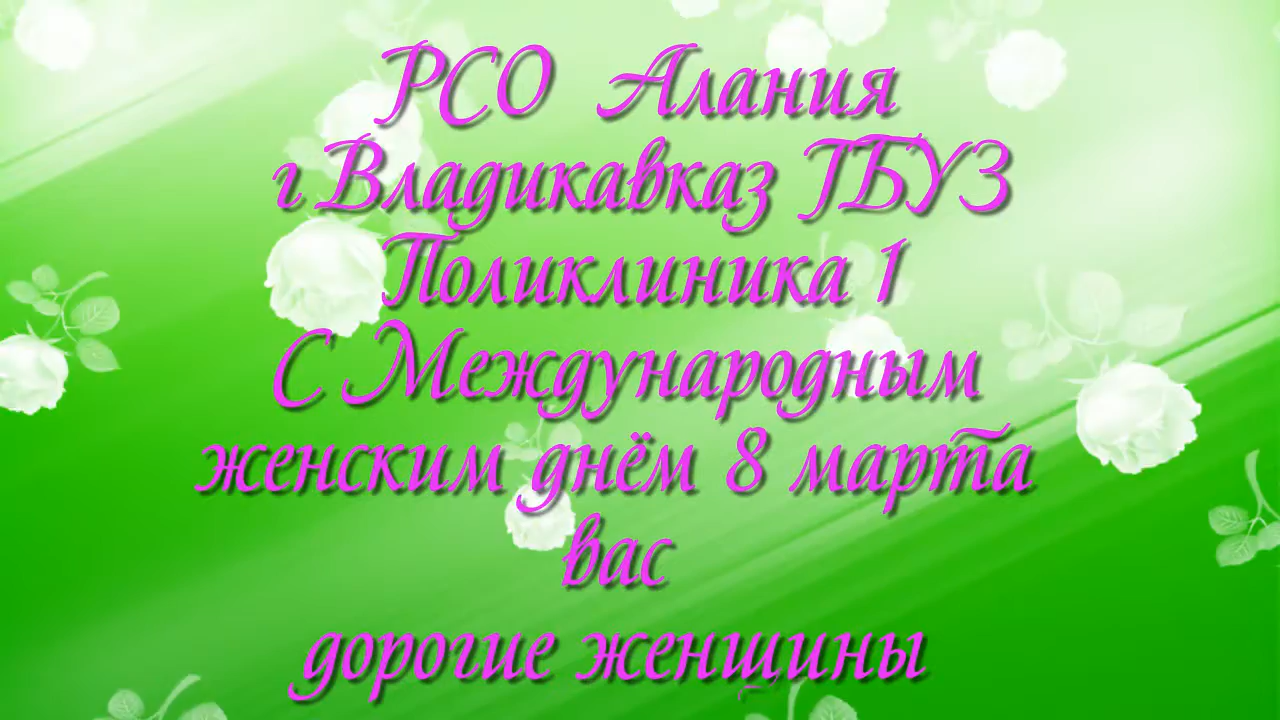 РСО Алания
г Владикавказ ГБУЗ
Поликлиника 1
С Международным
женским днём 8 марта
вас
дорогие женщины